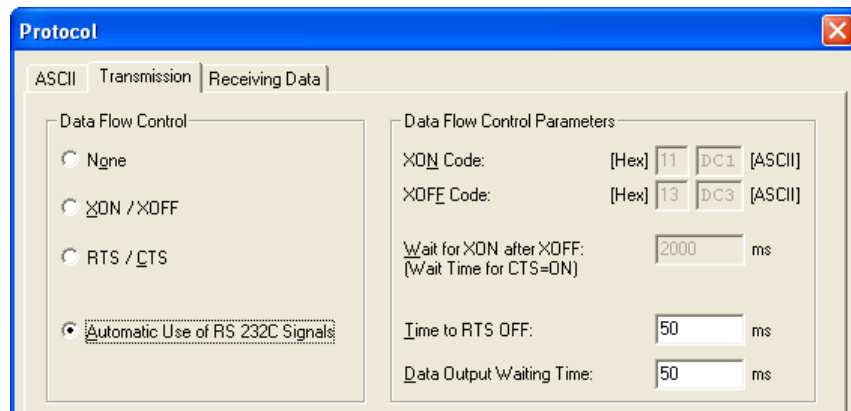 Protocol
ASCII Transmission Receiving Data
Data Flow Control
None
XON / XOFF
RTS / CTS
Automatic Use of RS 232C Signals
Data Flow Control Parameters
XON Code: [Hex] 11 DC1 [ASCII]
XOFF Code: [Hex] 13 DC3 [ASCII]
Wait for XON after XOFF: 2000 ms
(Wait Time for CTS=ON)
Time to RTS OFF: 50 ms
Data Output Waiting Time: 50 ms